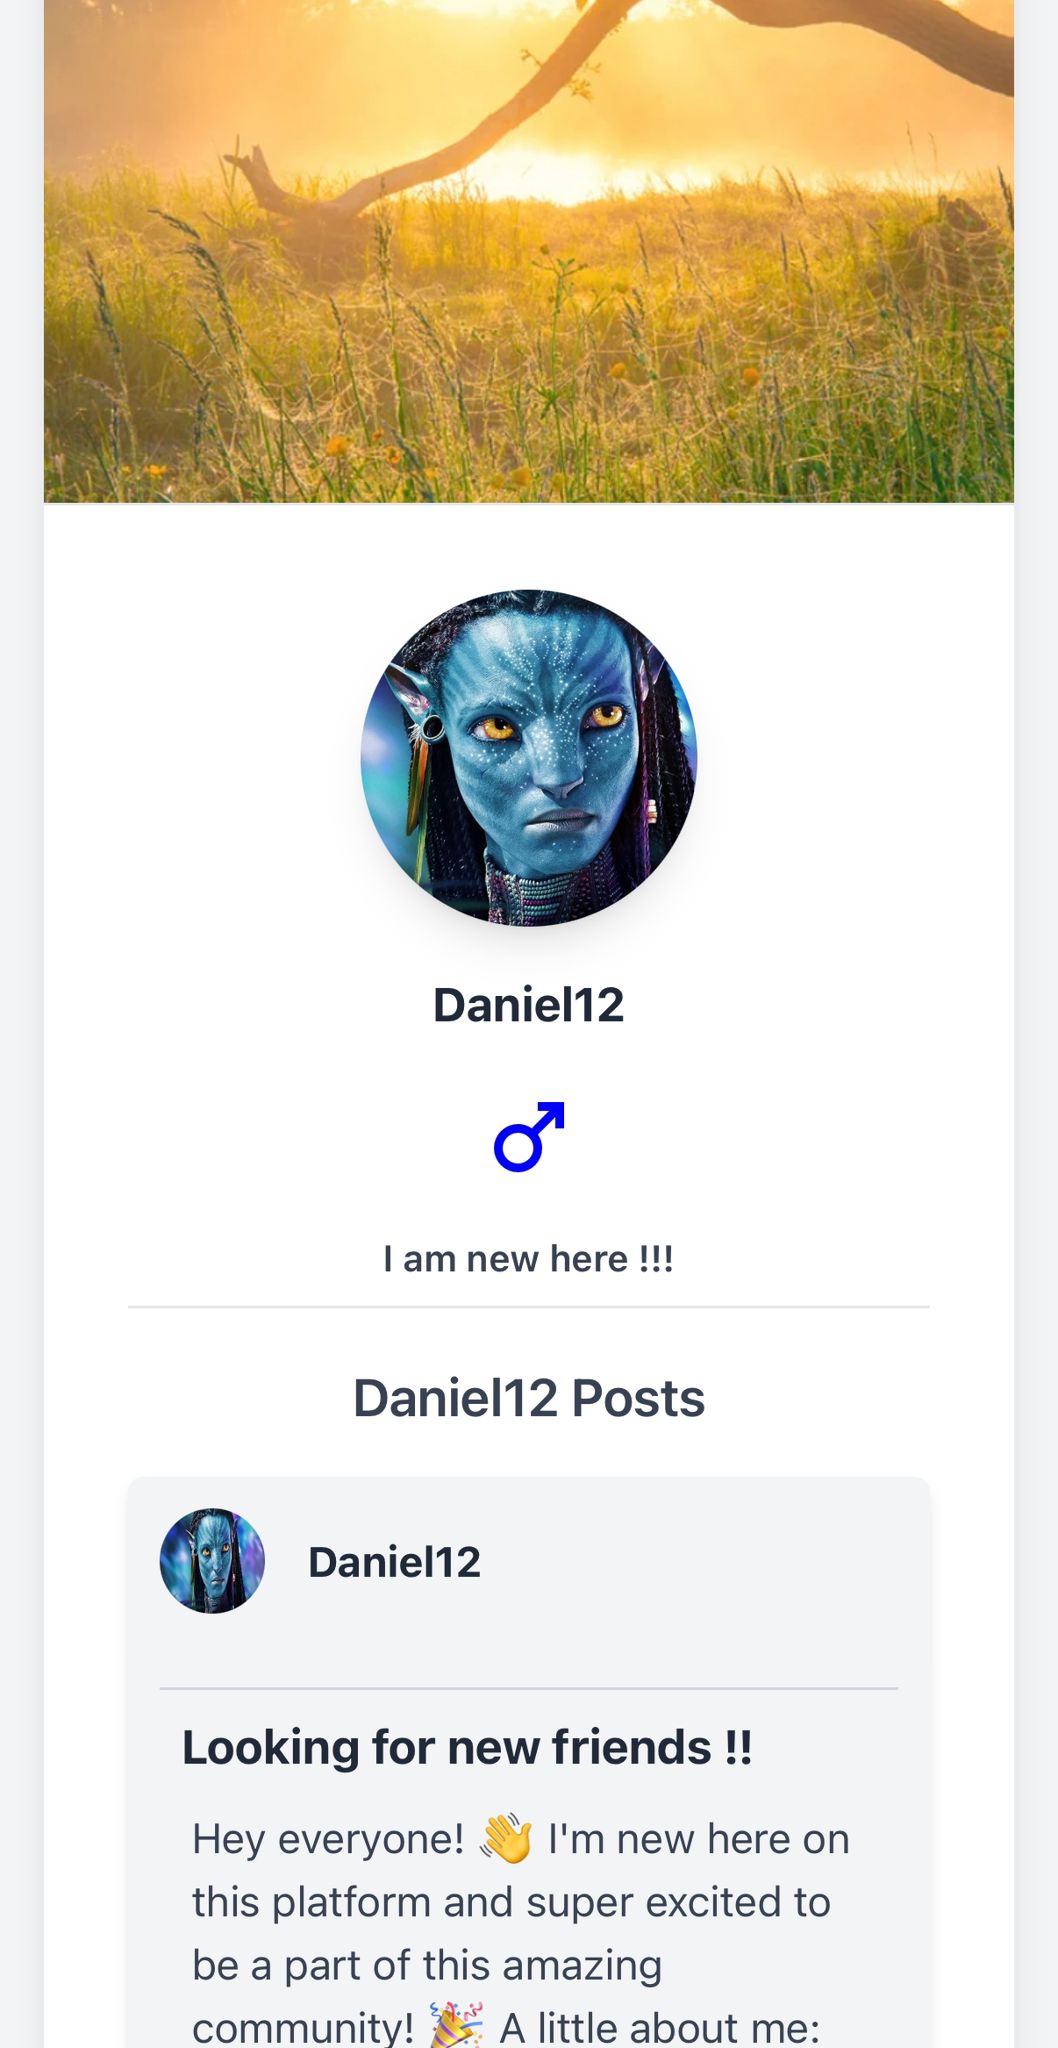 Daniel12
I am new here !!!
Daniel12 Posts
Daniel12
Looking for new friends !!
Hey everyone! 👋 I'm new here on
this platform and super excited to
be a part of this amazing
community! 🎉 A little about me: